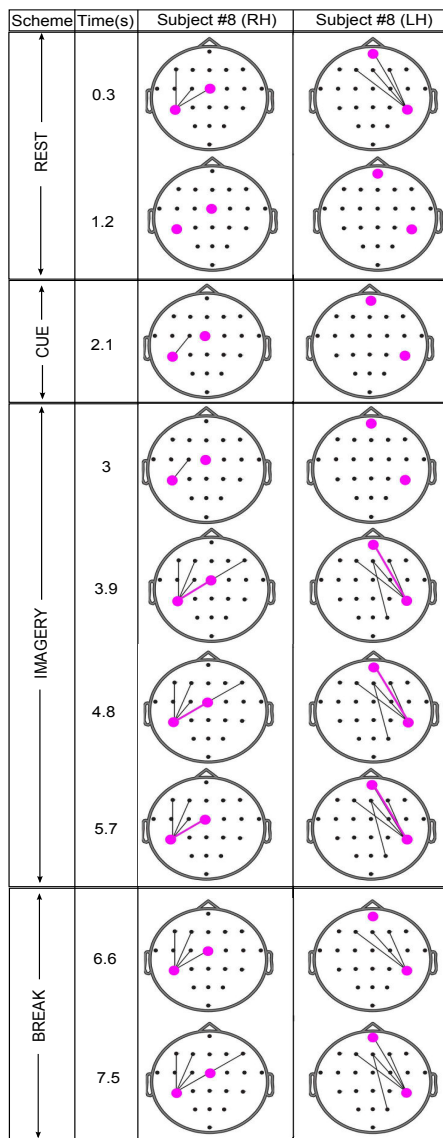 Scheme Time(s) Subject #8 (RH) Subject #8 (LH)
REST
0.3
1.2
CUE
2.1
IMAGERY
3
3.9
4.8
5.7
BREAK
6.6
7.5